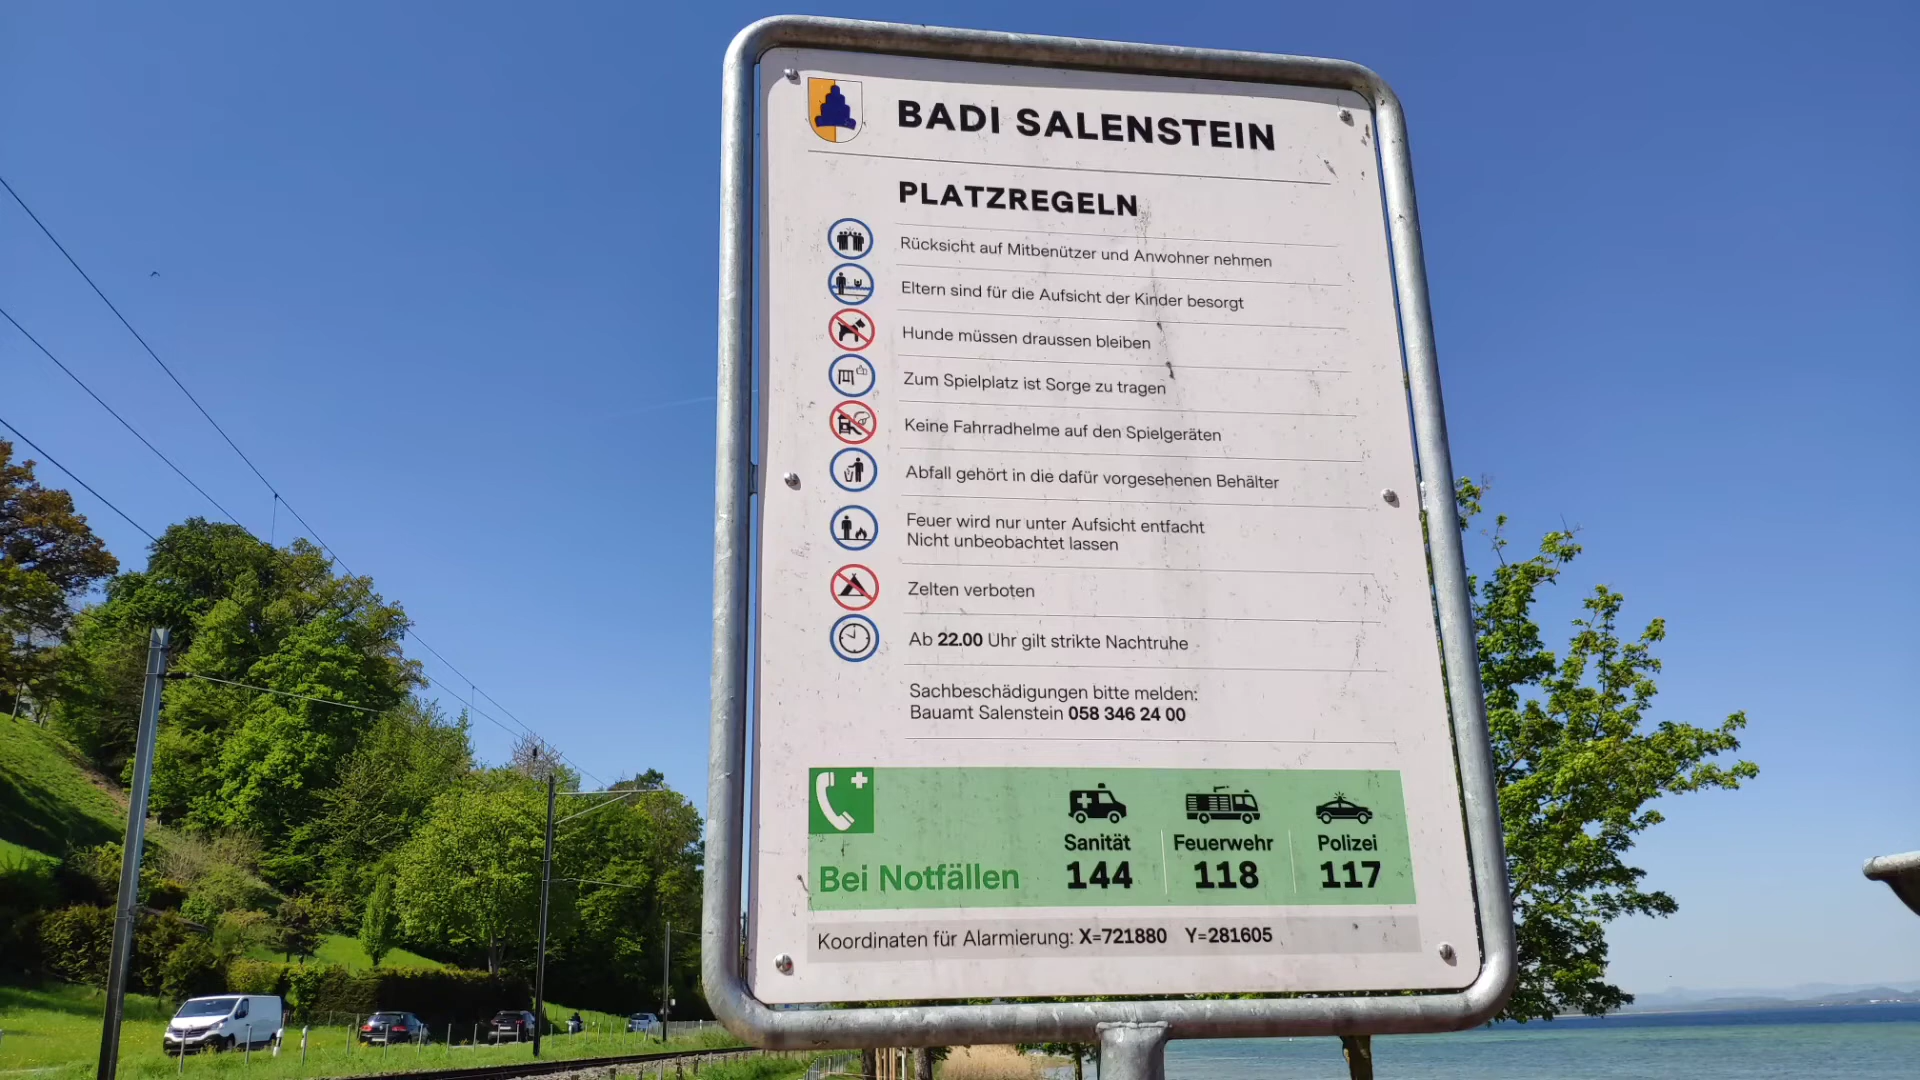 BADI SALENSTEIN
PLATZREGELN
Rücksicht auf Mitbenützer und Anwohner nehmen
Eltern sind für die Aufsicht der Kinder besorgt
Hunde müssen draussen bleiben
Zum Spielplatz ist Sorge zu tragen
Keine Fahrradhelme auf den Spielgeräten
Abfall gehört in die dafür vorgesehenen Behälter
Feuer wird nur unter Aufsicht entfacht
Nicht unbeobachtet lassen
Zelten verboten
Ab 22.00 Uhr gilt strikte Nachtruhe
Sachbeschädigungen bitte melden:
Bauamt Salenstein 058 346 24 00
Bei Notfällen
Sanität
144
Feuerwehr
118
Polizei
117
Koordinaten für Alarmierung: X=721880 Y=281605